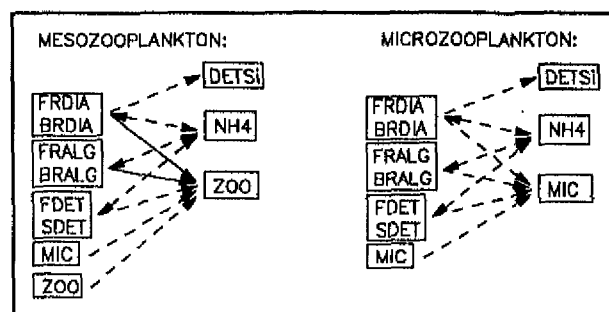 MESOZOOPLANKTON:
DETSi
FRDIA
BRDIA
NH4
FRALG
BRALG
ZOO
FDET
SDET
MIC
ZOO
MICROZOOPLANKTON:
DETSi
FRDIA
BRDIA
NH4
FRALG
BRALG
MIC
FDET
SDET
MIC